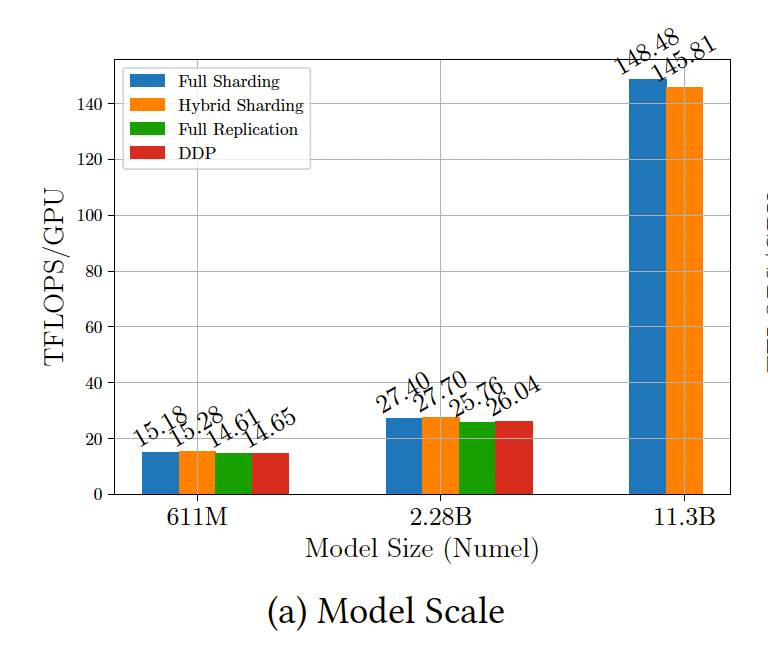 148.48
145.81
Full Sharding
Hybrid Sharding
Full Replication
DDP
140
120
100
80
60
40
20
0
TFLOPS/GPU
15.18
15.28
14.61
14.65
27.40
27.70
25.76
26.04
611M
2.28B
11.3B
Model Size (Numel)
(a) Model Scale